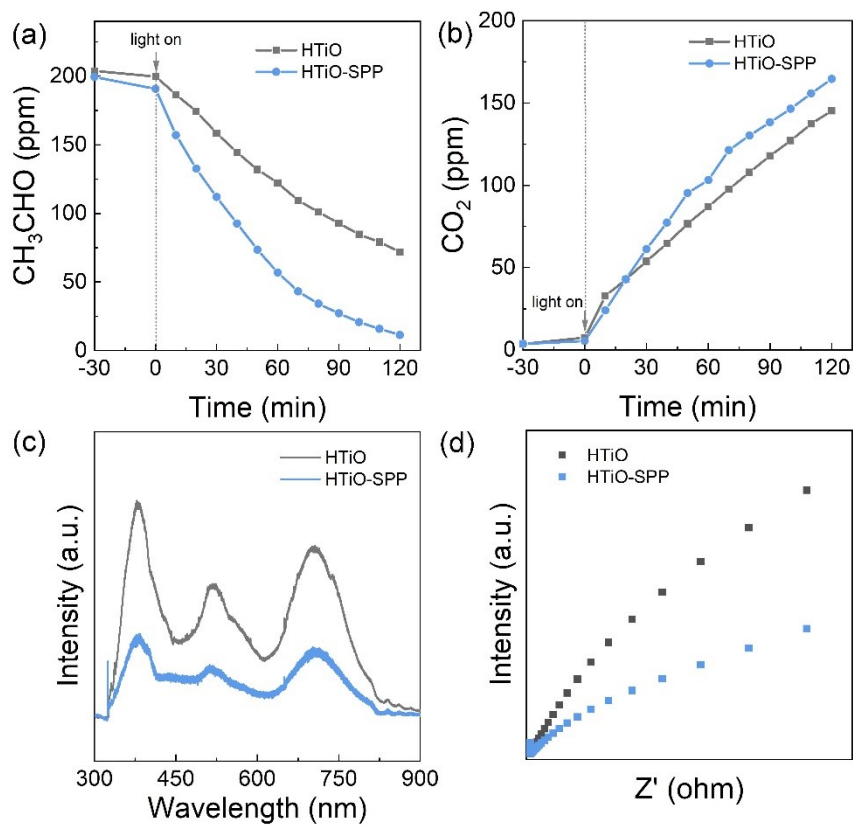 (a)
light on
HTiO
HTiO-SPP
200
150
100
50
0
CH₃CHO (ppm)
-30 0 30 60 90 120
Time (min)
(b)
200
HTiO
HTiO-SPP
150
100
50
0
light on
CO₂ (ppm)
-30 0 30 60 90 120
Time (min)
(c)
HTiO
HTiO-SPP
Intensity (a.u.)
300 450 600 750 900
Wavelength (nm)
(d)
HTiO
HTiO-SPP
Intensity (a.u.)
Z' (ohm)